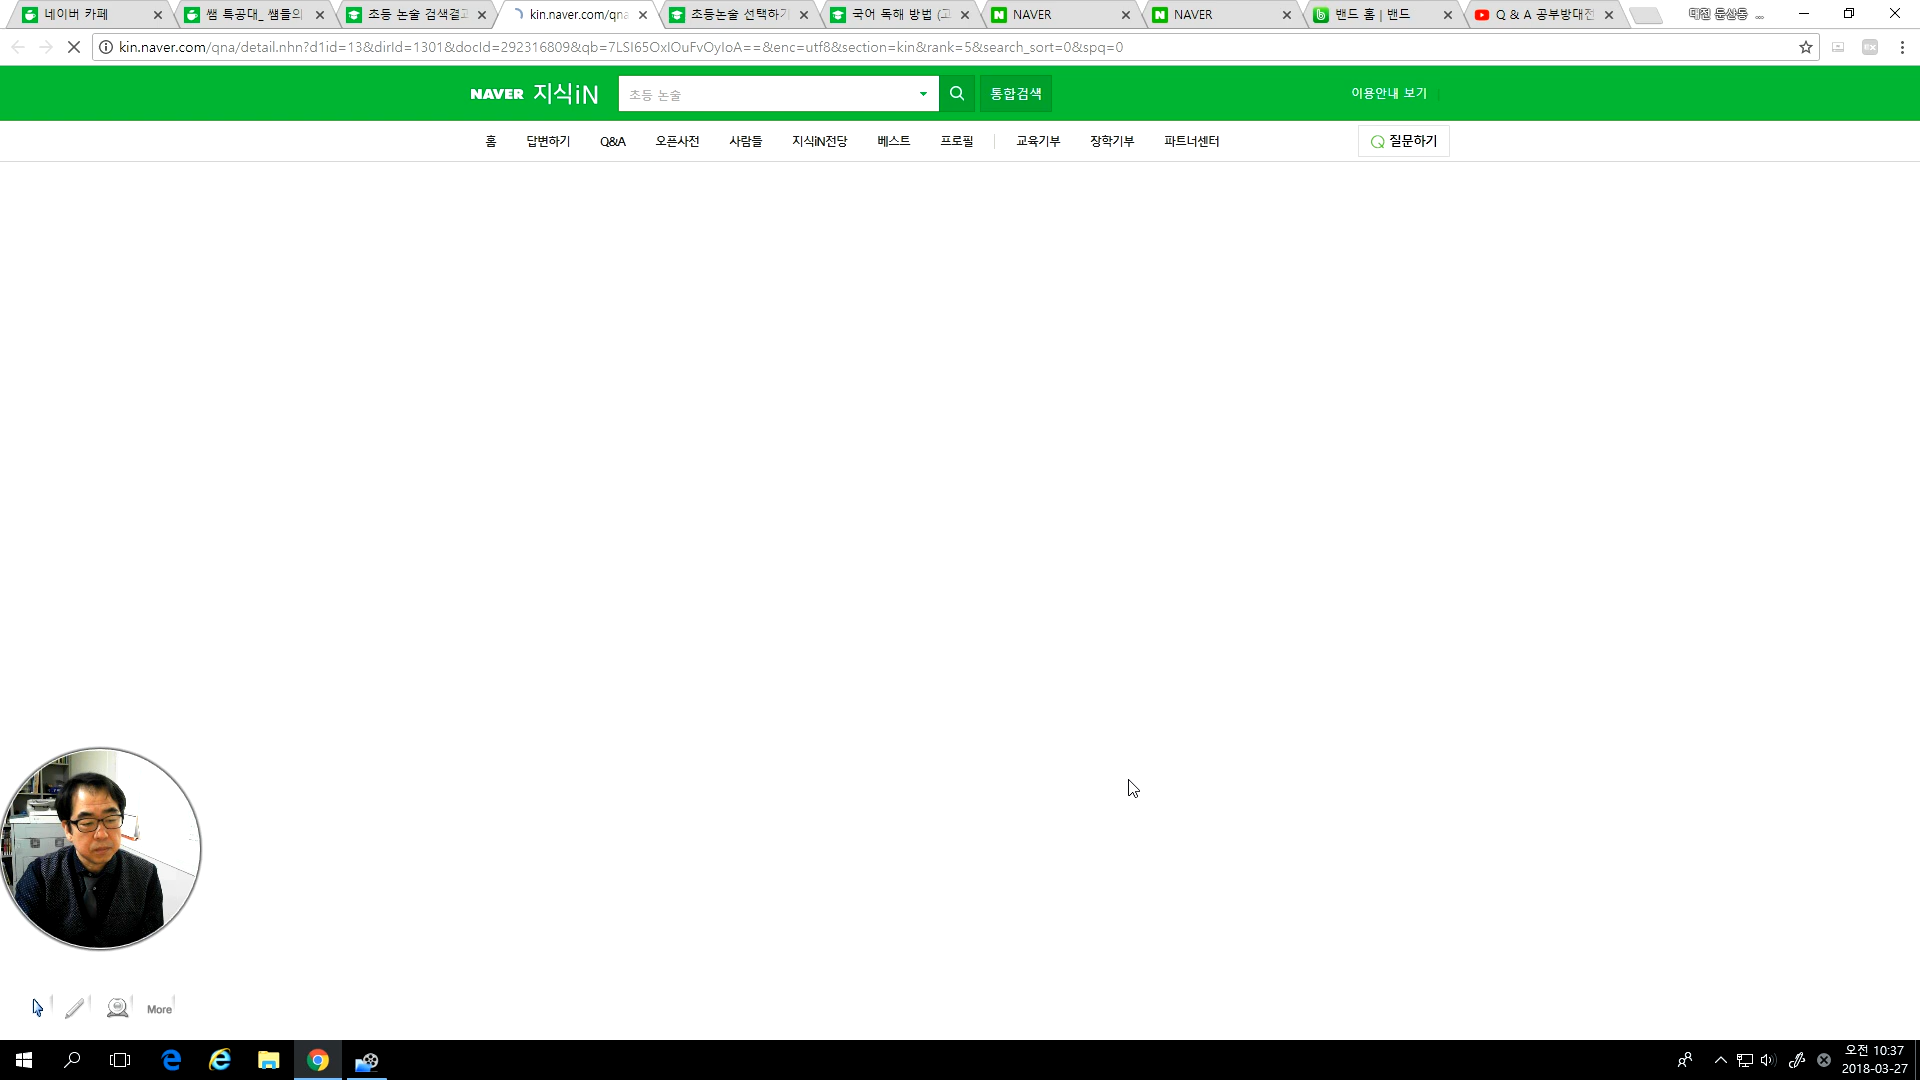 네이버 카페
쌤 특공대_ 쌤들의
초등 논술 검색결과
kin.naver.com/qna
초등논술 선택하기
국어 독해 방법 (고
NAVER
NAVER
밴드 홈 | 밴드
Q & A 공부방대전
대전 둔산동 ...
kin.naver.com/qna/detail.nhn?d1id=13&dirId=1301&docId=292316809&qb=7LSI65OxIOuFvOyIoA==&enc=utf8&section=kin&rank=5&search_sort=0&spq=0
NAVER 지식iN
초등 논술
통합검색
이용안내 보기
홈
답변하기
Q&A
오픈사전
사람들
지식iN전당
베스트
프로필
교육기부
장학기부
파트너센터
질문하기
More
오전 10:37
2018-03-27